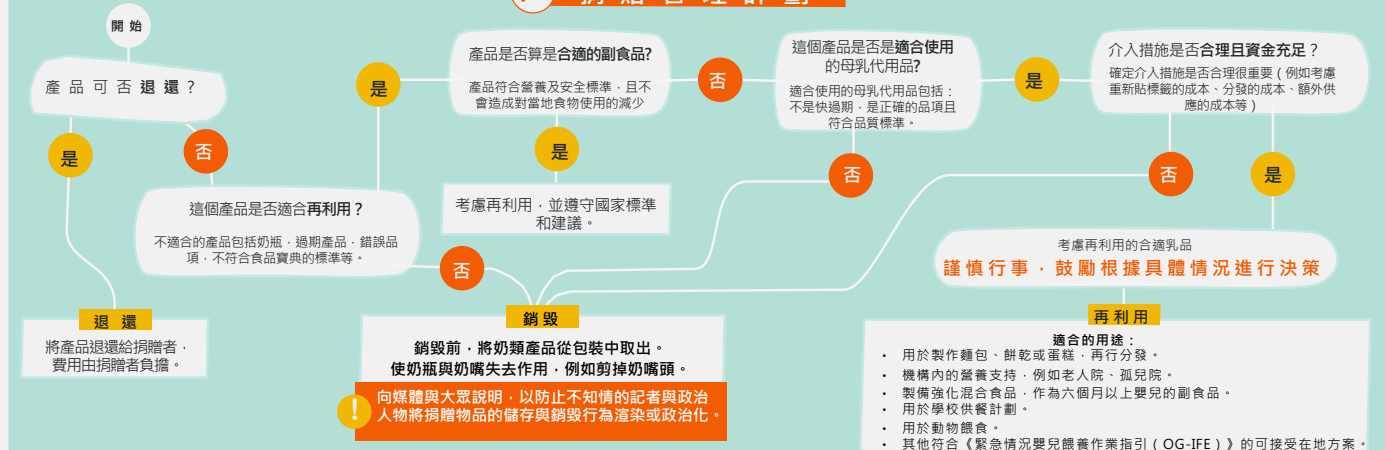 捐贈管理計劃
開始
產品可否退還？
是
否
退還
將產品退還給捐贈者，
費用由捐贈者負擔。
這個產品是否適合再利用？
不適合的產品包括奶瓶，過期產品，錯誤品
項，不符合食品寶典的標準等。
是
否
產品是否算是合適的副食品?
產品符合營養及安全標準，且不
會造成對當地食物使用的減少
是
否
考慮再利用，並遵守國家標準
和建議。
這個產品是否是適合使用
的母乳代用品?
適合使用的母乳代用品包括：
不是快過期，是正確的品項且
符合品質標準。
否
是
介入措施是否合理且資金充足？
確定介入措施是否合理很重要（例如考慮
重新貼標籤的成本、分發的成本、額外供
應的成本等）
否
是
銷毀
銷毀前，將奶類產品從包裝中取出。
使奶瓶與奶嘴失去作用，例如剪掉奶嘴頭。
!
向媒體與大眾說明，以防止不知情的記者與政治
人物將捐贈物品的儲存與銷毀行為渲染或政治化。
考慮再利用的合適乳品
謹慎行事，鼓勵根據具體情況進行決策
再利用
適合的用途：
• 用於製作麵包、餅乾或蛋糕，再行分發。
• 機構內的營養支持，例如老人院、孤兒院。
• 製備強化混合食品，作為六個月以上嬰兒的副食品。
• 用於學校供餐計劃。
• 用於動物餵食。
• 其他符合《緊急情況嬰兒餵養作業指引（OG-IFE）》的可接受在地方案。